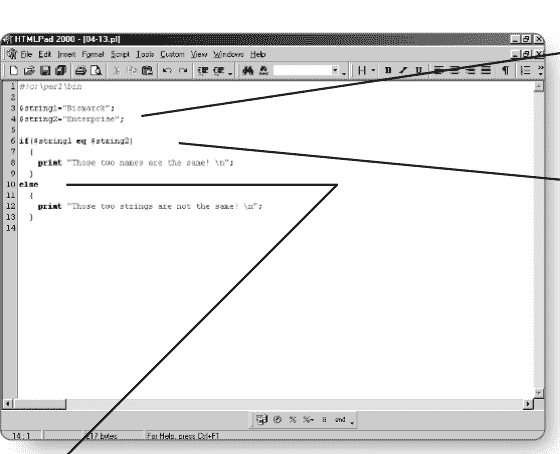 HTMLPad 2000 - [04-13.pl]
File Edit Insert Format Script Tools Custom View Windows Help
1 #!c:\perl\bin
2
3 $string1="Bismarck";
4 $string2="Enterprise";
5
6 if($string1 eq $string2)
7 {
8 print "Those two names are the same! \n";
9 }
10 else
11 {
12 print "Those two strings are not the same! \n";
13 }
14
14 : 1 217 bytes For Help, press Ctrl+F1